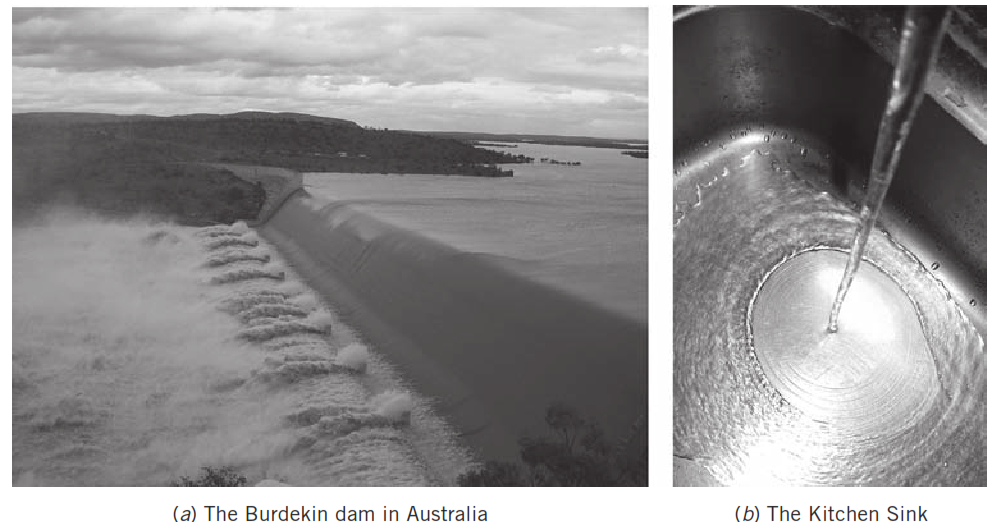 (a) The Burdekin dam in Australia
(b) The Kitchen Sink